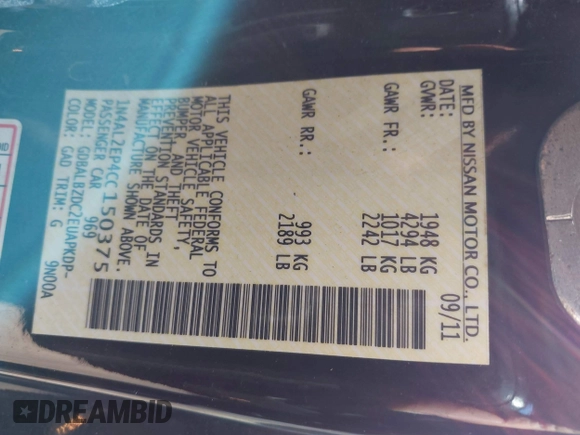 MFD BY NISSAN MOTOR CO., LTD.
DATE: 09/11
GVWR: 1948 KG
4294 LB
GAWR FR.: 1017 KG
2242 LB
GAWR RR.: 993 KG
2189 LB
THIS VEHICLE CONFORMS TO
ALL APPLICABLE FEDERAL
MOTOR VEHICLE SAFETY,
BUMPER, AND THEFT
PREVENTION STANDARDS IN
EFFECT ON THE DATE OF
MANUFACTURE SHOWN ABOVE.
1N4AL2EP4CC150375
PASSENGER CAR 969
MODEL: GDBALBZDC2EUAPKDP-
COLOR: GAD TRIM: G 9N00A
DREAMBID